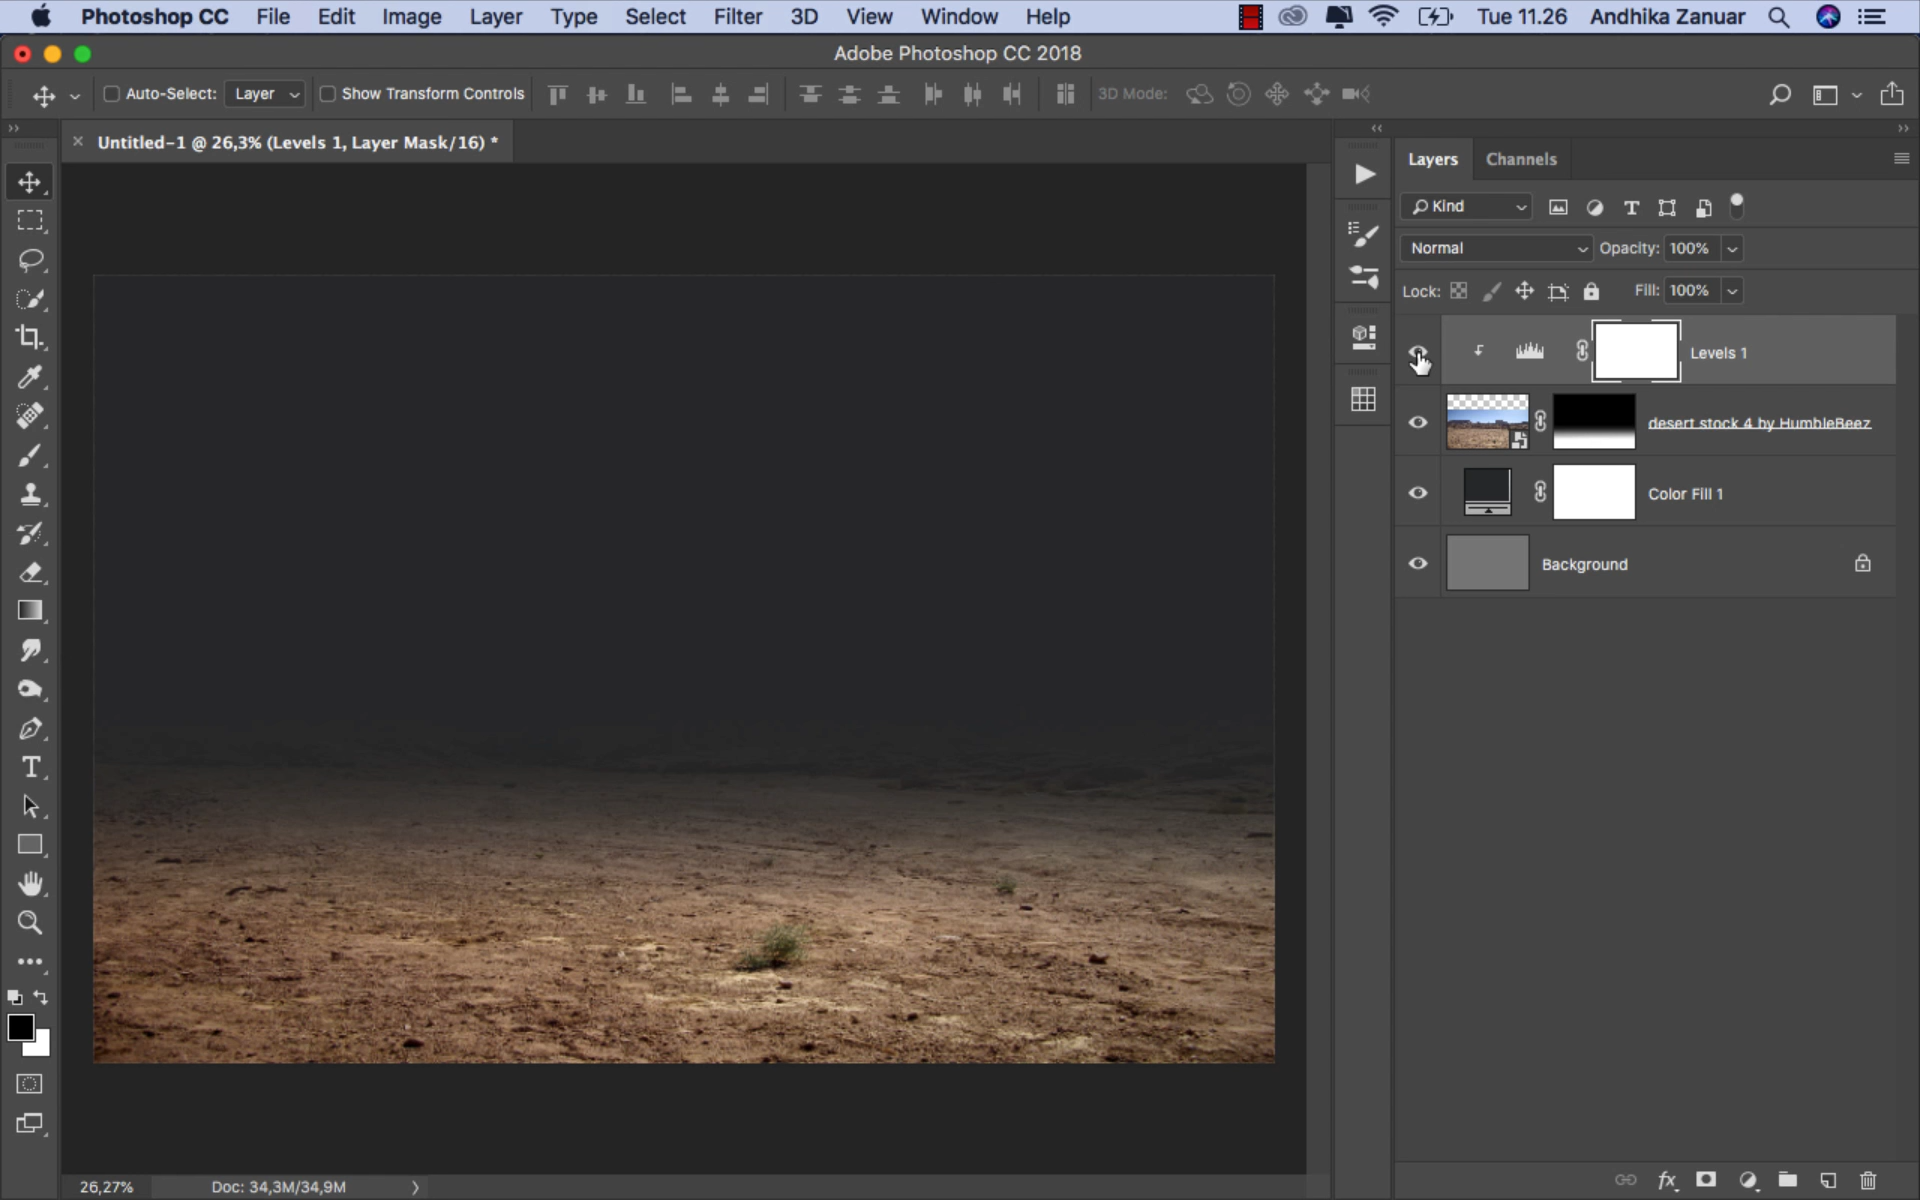 Photoshop CC File Edit Image Layer Type Select Filter 3D View Window Help Tue 11.26 Andhika Zanuar
Adobe Photoshop CC 2018
Auto-Select: Layer Show Transform Controls 3D Mode:
Untitled-1 @ 26,3% (Levels 1, Layer Mask/16) *
Layers Channels
Kind
Normal Opacity: 100%
Lock: Fill: 100%
Levels 1
desert stock 4 by HumbleBeez
Color Fill 1
Background
26,27% Doc: 34,3M/34,9M